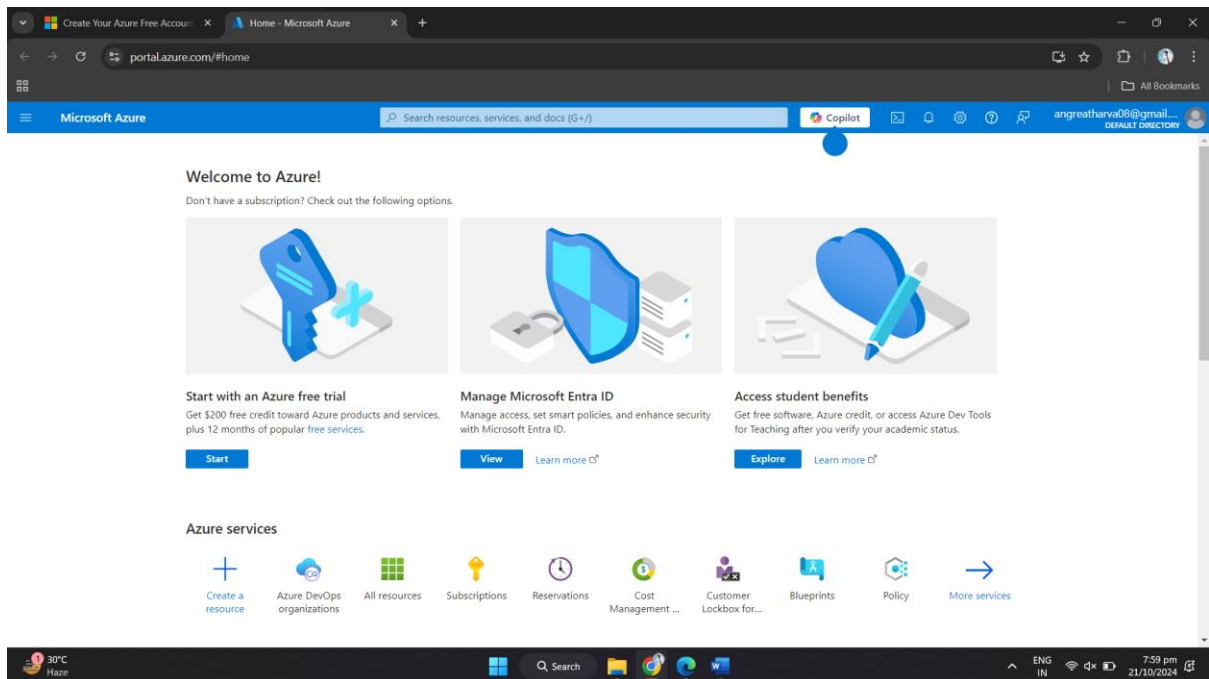 Create Your Azure Free Accoun
Home - Microsoft Azure
portal.azure.com/#home
All Bookmarks
Microsoft Azure
Search resources, services, and docs (G+/)
Copilot
angreatharva08@gmail....
DEFAULT DIRECTORY
Welcome to Azure!
Don't have a subscription? Check out the following options.
Start with an Azure free trial
Get $200 free credit toward Azure products and services,
plus 12 months of popular free services.
Start
Manage Microsoft Entra ID
Manage access, set smart policies, and enhance security
with Microsoft Entra ID.
View Learn more
Access student benefits
Get free software, Azure credit, or access Azure Dev Tools
for Teaching after you verify your academic status.
Explore Learn more
Azure services
Create a
resource
Azure DevOps
organizations
All resources
Subscriptions
Reservations
Cost
Management ...
Customer
Lockbox for...
Blueprints
Policy
More services
1
30°C
Haze
Search
ENG
IN
7:59 pm
21/10/2024